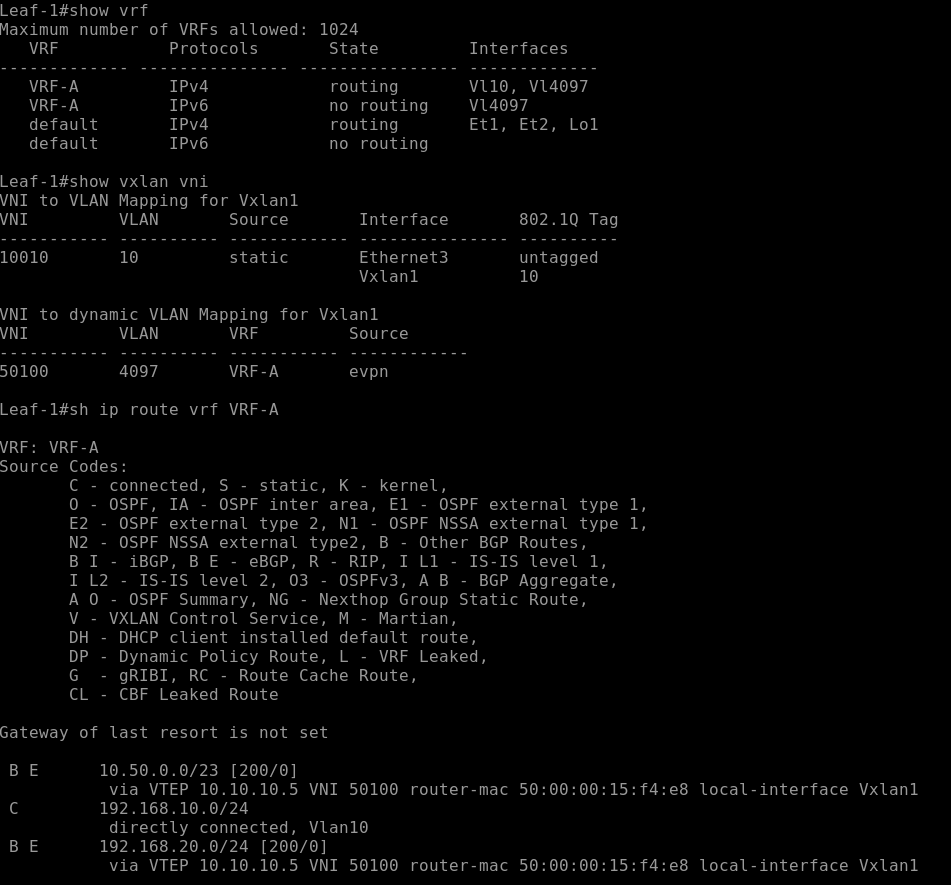 Leaf-1#show vrf
Maximum number of VRFs allowed: 1024
   VRF           Protocols       State         Interfaces
------------- --------------- ---------------- -------------
   VRF-A         IPv4            routing       Vl10, Vl4097
   VRF-A         IPv6            no routing    Vl4097
   default       IPv4            routing       Et1, Et2, Lo1
   default       IPv6            no routing

Leaf-1#show vxlan vni
VNI to VLAN Mapping for Vxlan1
VNI         VLAN       Source       Interface       802.1Q Tag
----------- ---------- ------------ --------------- ----------
10010       10         static       Ethernet3       untagged
                                    Vxlan1          10

VNI to dynamic VLAN Mapping for Vxlan1
VNI         VLAN       VRF         Source
----------- ---------- ----------- ------------
50100       4097       VRF-A       evpn

Leaf-1#sh ip route vrf VRF-A

VRF: VRF-A
Source Codes:
       C - connected, S - static, K - kernel,
       O - OSPF, IA - OSPF inter area, E1 - OSPF external type 1,
       E2 - OSPF external type 2, N1 - OSPF NSSA external type 1,
       N2 - OSPF NSSA external type2, B - Other BGP Routes,
       B I - iBGP, B E - eBGP, R - RIP, I L1 - IS-IS level 1,
       I L2 - IS-IS level 2, O3 - OSPFv3, A B - BGP Aggregate,
       A O - OSPF Summary, NG - Nexthop Group Static Route,
       V - VXLAN Control Service, M - Martian,
       DH - DHCP client installed default route,
       DP - Dynamic Policy Route, L - VRF Leaked,
       G  - gRIBI, RC - Route Cache Route,
       CL - CBF Leaked Route

Gateway of last resort is not set

 B E      10.50.0.0/23 [200/0]
           via VTEP 10.10.10.5 VNI 50100 router-mac 50:00:00:15:f4:e8 local-interface Vxlan1
 C        192.168.10.0/24
           directly connected, Vlan10
 B E      192.168.20.0/24 [200/0]
           via VTEP 10.10.10.5 VNI 50100 router-mac 50:00:00:15:f4:e8 local-interface Vxlan1